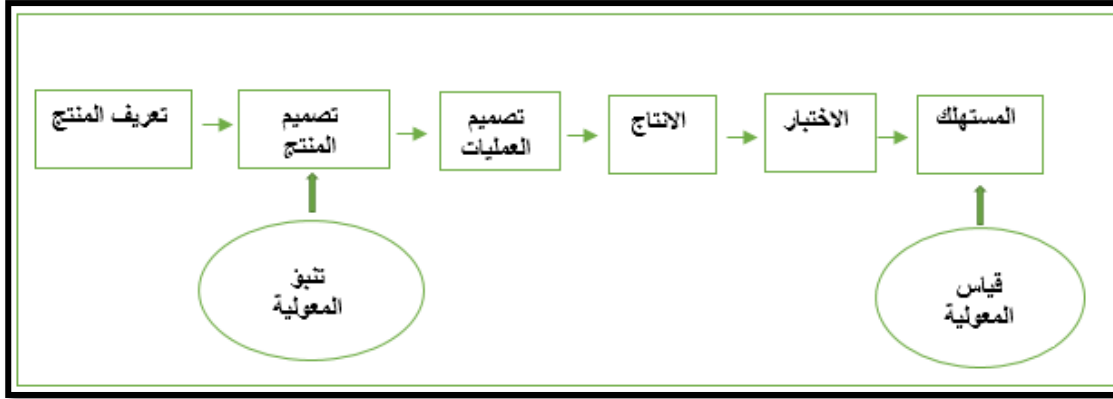 تعريف المنتج
تصميم
المنتج
تصميم
العمليات
الانتاج
الاختبار
المستهلك
تنبؤ
المعولية
قياس
المعولية